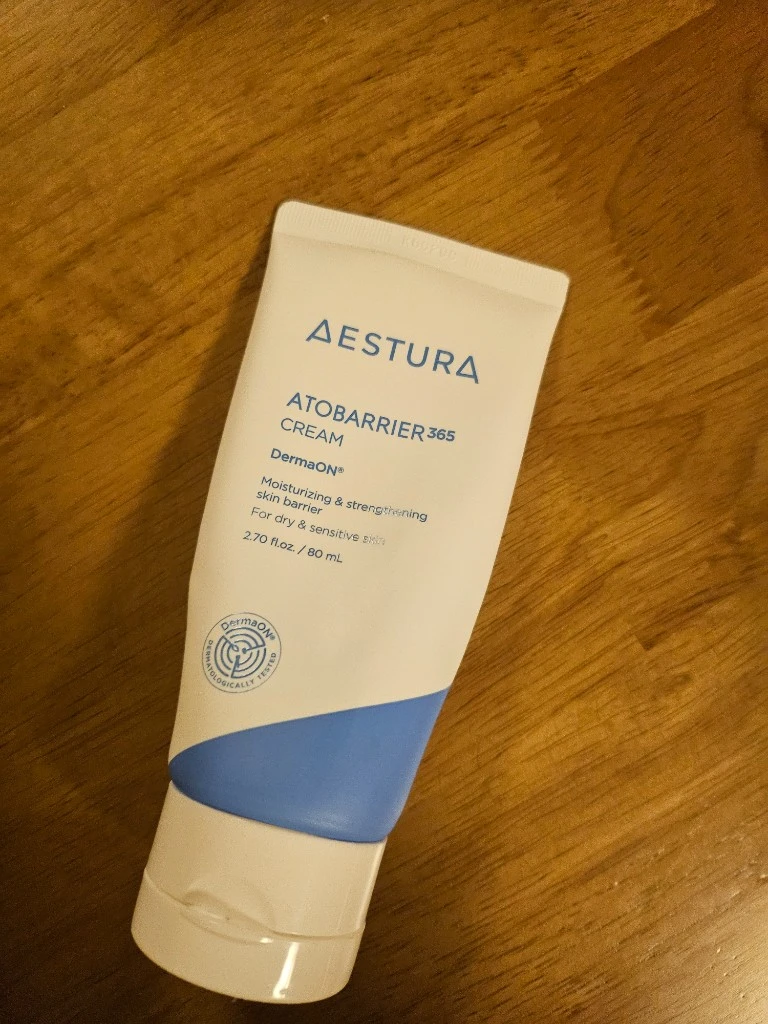 AESTURA
ATOBARRIER 365
CREAM
DermaON®
Moisturizing & strengthening
skin barrier
For dry & sensitive skin
2.70 fl.oz. / 80 mL
DermaON®
DERMATOLOGICALLY TESTED